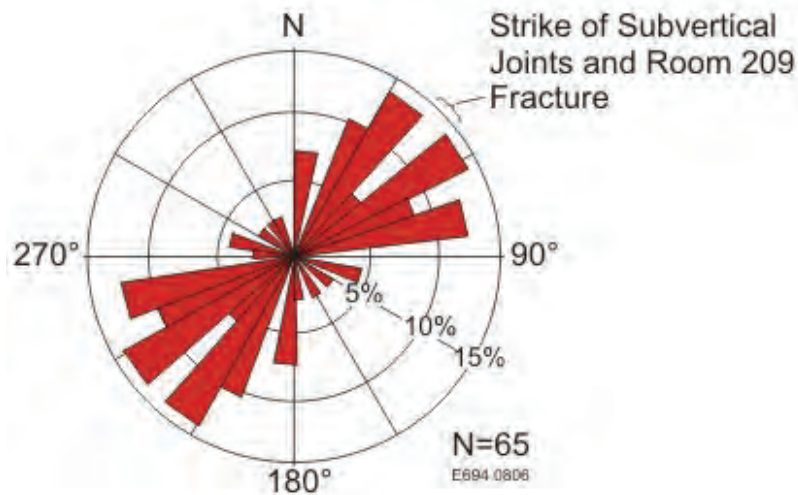 N
Strike of Subvertical
Joints and Room 209
Fracture
270°
90°
5%
10%
15%
N=65
E694.0806
180°